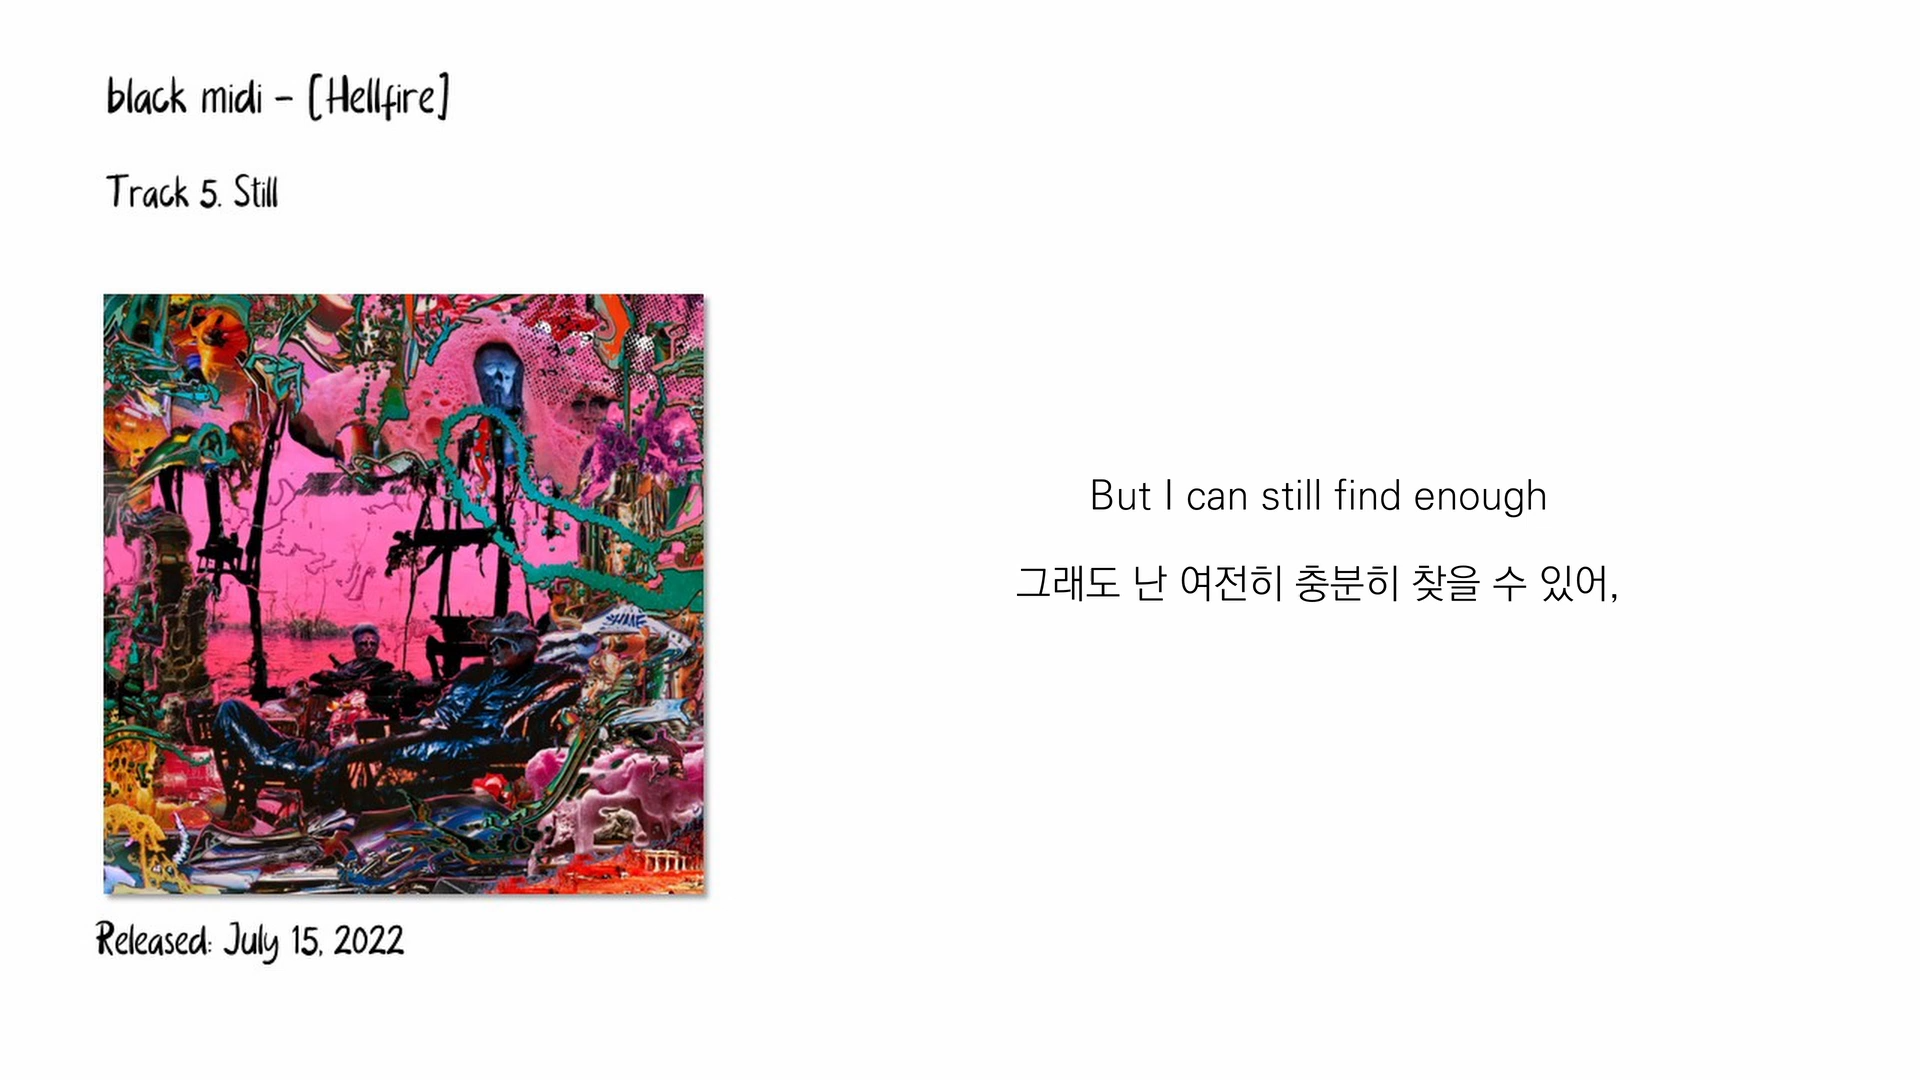 black midi - [Hellfire]
Track 5. Still
SHAME
But I can still find enough
그래도 난 여전히 충분히 찾을 수 있어,
Released: July 15, 2022